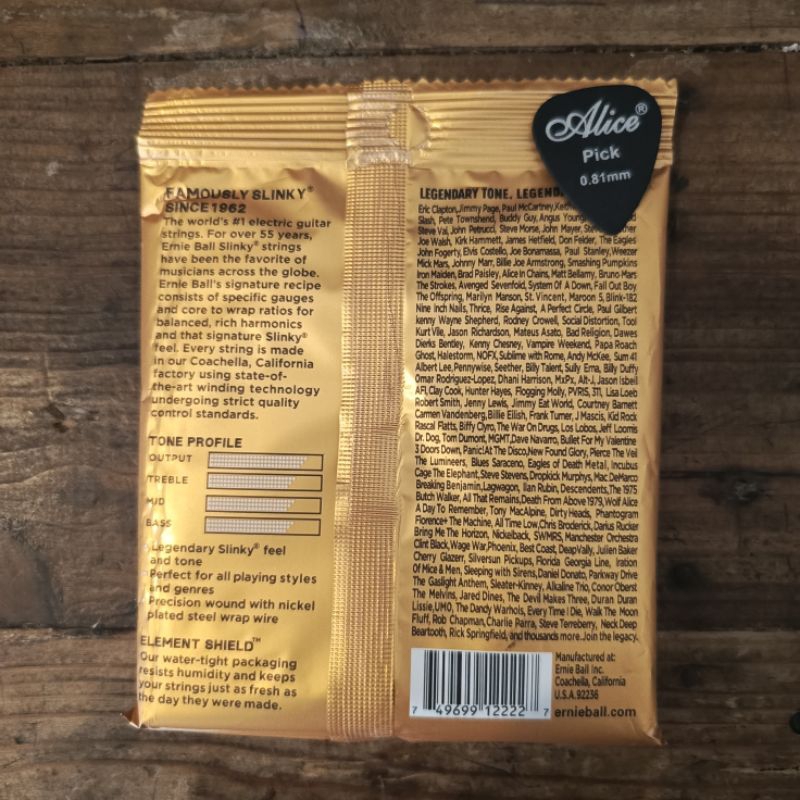 Alice®
Pick
0.81mm
FAMOUSLY SLINKY®
SINCE 1962
The world's #1 electric guitar
strings. For over 55 years,
Ernie Ball Slinky® strings
have been the favorite of
musicians across the globe.
Ernie Ball's signature recipe
consists of specific gauges
and core to wrap ratios for
balanced, rich harmonics
and that signature Slinky®
feel. Every string is made
in our Coachella, California
factory using state-of-
the-art winding technology
undergoing strict quality
control standards.
TONE PROFILE
OUTPUT
TREBLE
MID
BASS
Legendary Slinky® feel
and tone
Perfect for all playing styles
and genres
Precision wound with nickel
plated steel wrap wire
ELEMENT SHIELD™
Our water-tight packaging
resists humidity and keeps
your strings just as fresh as
the day they were made.
LEGENDARY TONE, LEGEND
Eric Clapton, Jimmy Page, Paul McCartney, Keith
Slash, Pete Townshend, Buddy Guy, Angus Young
Steve Vai, John Petrucci, Steve Morse, John Mayer,
Joe Walsh, Kirk Hammett, James Hetfield, Don Felder, The Eagles
John Fogerty, Elvis Costello, Joe Bonamassa, Paul Stanley, Weezer
Mick Mars, Johnny Marr, Billie Joe Armstrong, Smashing Pumpkins
Iron Maiden, Brad Paisley, Alice in Chains, Matt Bellamy, Bruno Mars
The Strokes, Avenged Sevenfold, System Of A Down, Fall Out Boy
The Offspring, Marilyn Manson, St. Vincent, Maroon 5, Blink-182
Nine Inch Nails, Thrice, Rise Against, A Perfect Circle, Paul Gilbert
kenny Wayne Shepherd, Rodney Crowell, Social Distortion, Tool
Kurt Vile, Jason Richardson, Mateus Asato, Bad Religion, Dawes
Dierks Bentley, Kenny Chesney, Vampire Weekend, Papa Roach
Ghost, Halestorm, NOFX, Sublime with Rome, Andy McKee, Sum 41
Albert Lee, Pennywise, Seether, Billy Talent, Sully Erna, Billy Duffy
Omar Rodriguez-Lopez, Dhani Harrison, MxPx, Alt-J, Jason Isbell
AFI, Clay Cook, Hunter Hayes, Flogging Molly, PVRIS, 311, Lisa Loeb
Robert Smith, Jenny Lewis, Jimmy Eat World, Courtney Barnett
Carmen Vandenberg, Billie Eilish, Frank Turner, J Mascis, Kid Rock
Rascal Flatts, Biffy Clyro, The War On Drugs, Los Lobos, Jeff Loomis
Dr. Dog, Tom Dumont, MGMT, Dave Navarro, Bullet For My Valentine
3 Doors Down, Panic! At The Disco, New Found Glory, Pierce The Veil
The Lumineers, Blues Saraceno, Eagles of Death Metal, Incubus
Cage The Elephant, Steve Stevens, Dropkick Murphys, Mac DeMarco
Breaking Benjamin, Lagwagon, Ilan Rubin, Descendents, The 1975
Butch Walker, All That Remains, Death From Above 1979, Wolf Alice
A Day To Remember, Tony MacAlpine, Dirty Heads, Phantogram
Florence+ The Machine, All Time Low, Chris Broderick, Darius Rucker
Bring Me The Horizon, Nickelback, SWMRS, Manchester Orchestra
Clint Black, Wage War, Phoenix, Best Coast, DeapVally, Julien Baker
Cherry Glazerr, Silversun Pickups, Florida Georgia Line, Iration
Of Mice & Men, Sleeping with Sirens, Daniel Donato, Parkway Drive
The Gaslight Anthem, Sleater-Kinney, Alkaline Trio, Conor Oberst
The Melvins, Jared Dines, The Devil Makes Three, Duran Duran
Lissie, UMO, The Dandy Warhols, Every Time I Die, Walk The Moon
Fluff, Rob Chapman, Charlie Parra, Steve Terreberry, Neck Deep
Beartooth, Rick Springfield, and thousands more. Join the legacy.
7 49699 12222 7
Manufactured at:
Ernie Ball Inc.
Coachella, California
U.S.A. 92236
ernieball.com